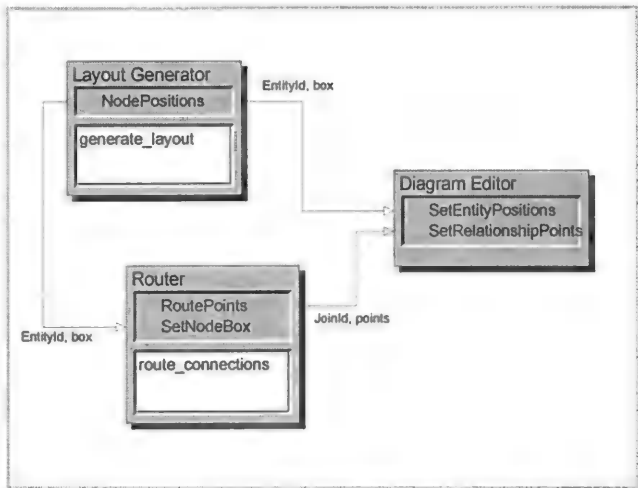 Layout Generator
NodePositions
generate_layout
EntityId, box
Diagram Editor
SetEntityPositions
SetRelationshipPoints
Router
RoutePoints
SetNodeBox
route_connections
EntityId, box
JoinId, points